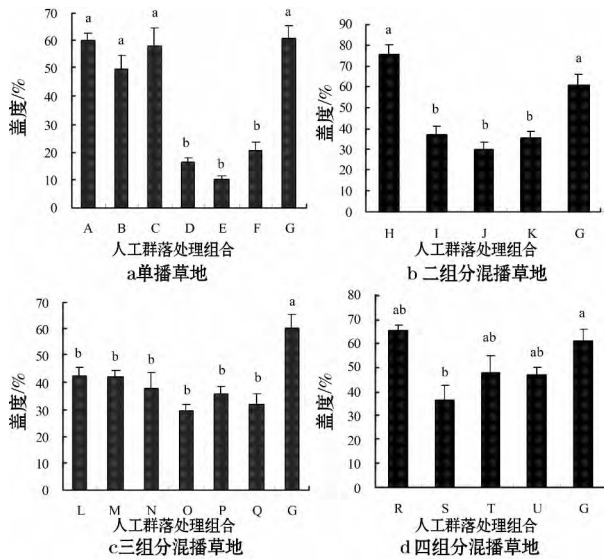 70
60
50
40
30
20
10
0
盖度/%
a a a b b b a
A B C D E F G
人工群落处理组合
a单播草地
90
80
70
60
50
40
30
20
10
0
盖度/%
a b b b a
H I J K G
人工群落处理组合
b 二组分混播草地
70
60
50
40
30
20
10
0
盖度/%
b b b b b b a
L M N O P Q G
人工群落处理组合
c三组分混播草地
80
70
60
50
40
30
20
10
0
盖度/%
ab b ab ab a
R S T U G
人工群落处理组合
d 四组分混播草地